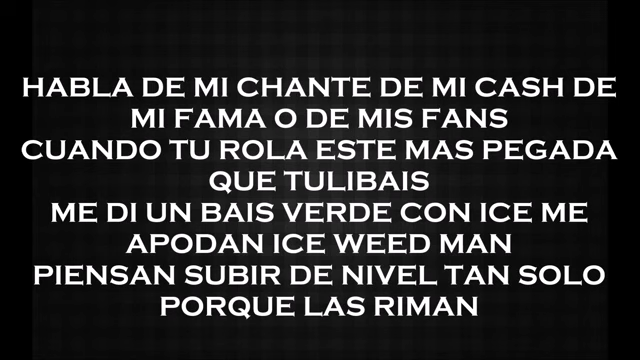 HABLA DE MI CHANTE DE MI CASH DE
MI FAMA O DE MIS FANS
CUANDO TU ROLA ESTE MAS PEGADA
QUE TULIBAIS
ME DI UN BAIS VERDE CON ICE ME
APODAN ICE WEED MAN
PIENSAN SUBIR DE NIVEL TAN SOLO
PORQUE LAS RIMAN